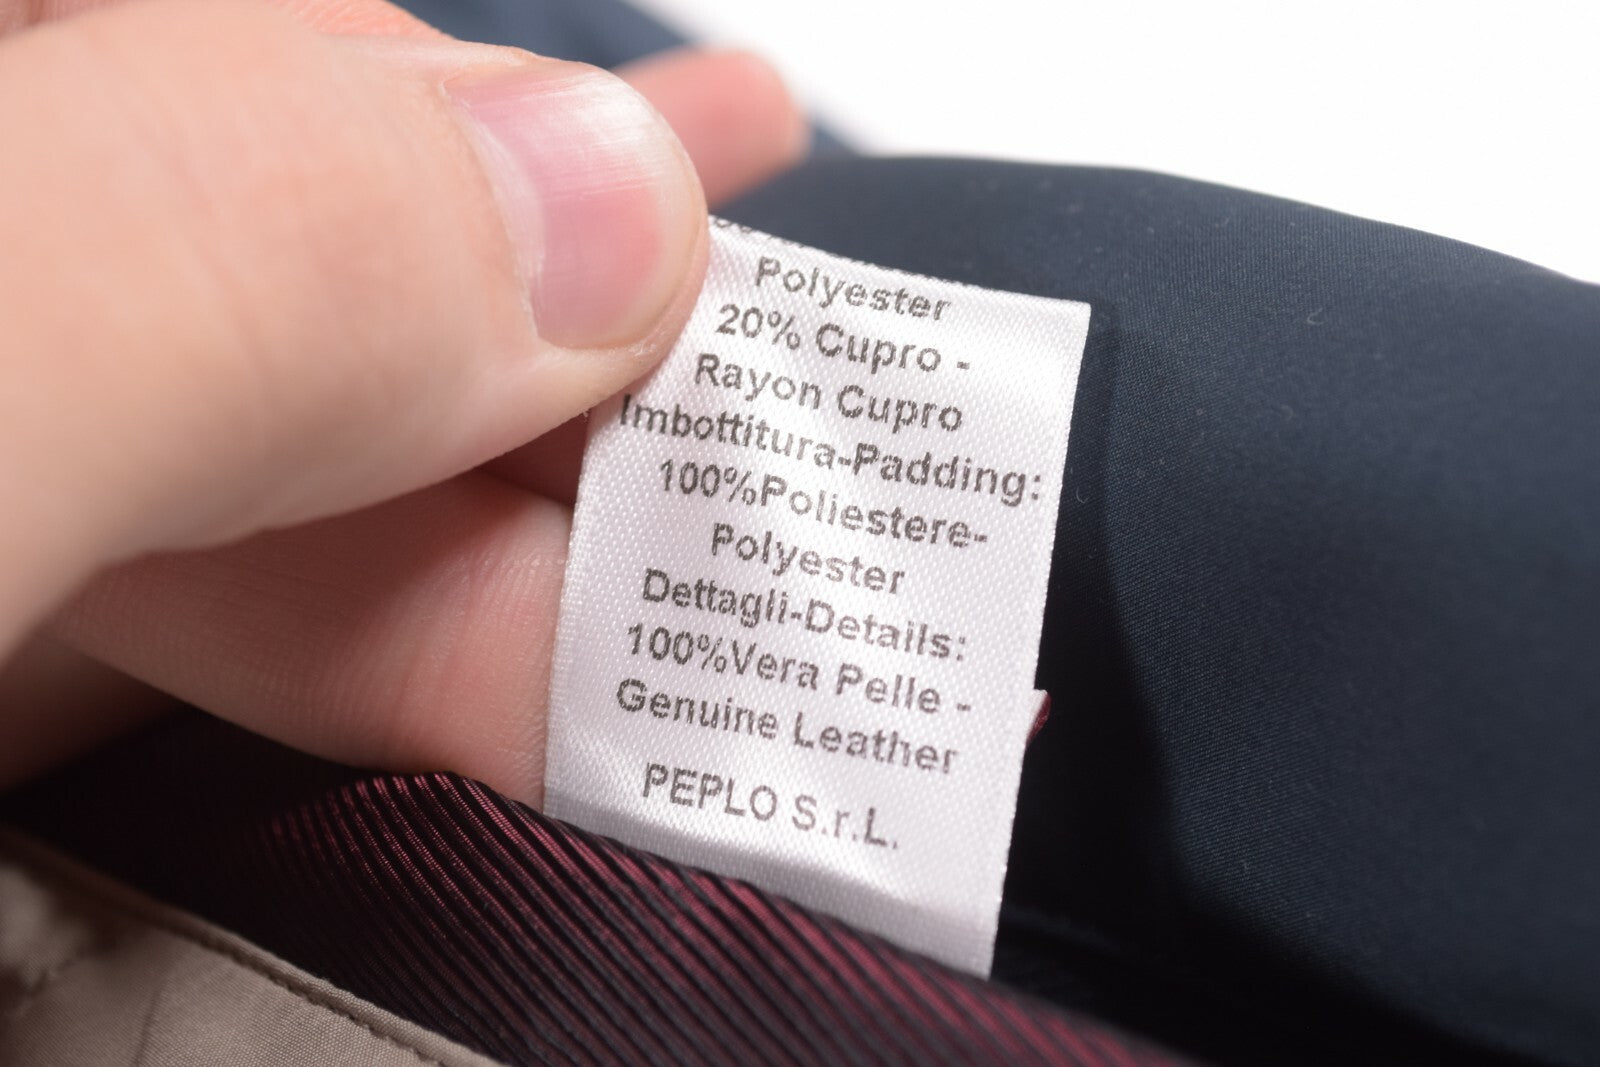 Polyester
20% Cupro -
Rayon Cupro
Imbottitura-Padding:
100%Poliestere-
Polyester
Dettagli-Details:
100%Vera Pelle -
Genuine Leather
PEPLO S.r.L.